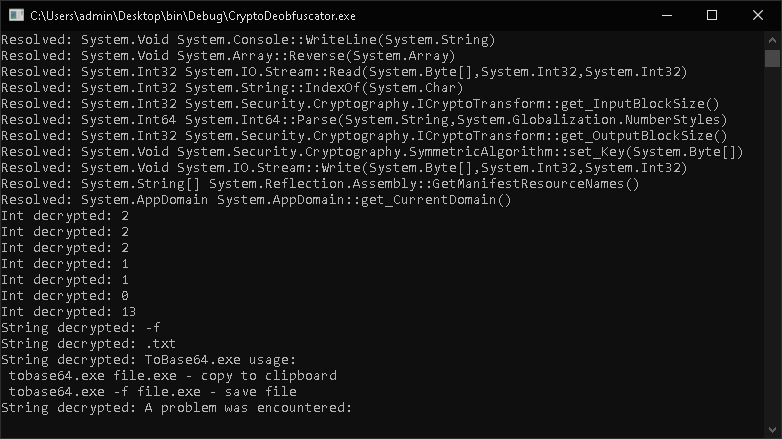 C:\Users\admin\Desktop\bin\Debug\CryptoDeobfuscator.exe
Resolved: System.Void System.Console::WriteLine(System.String)
Resolved: System.Void System.Array::Reverse(System.Array)
Resolved: System.Int32 System.IO.Stream::Read(System.Byte[],System.Int32,System.Int32)
Resolved: System.Int32 System.String::IndexOf(System.Char)
Resolved: System.Int32 System.Security.Cryptography.ICryptoTransform::get_InputBlockSize()
Resolved: System.Int64 System.Int64::Parse(System.String,System.Globalization.NumberStyles)
Resolved: System.Int32 System.Security.Cryptography.ICryptoTransform::get_OutputBlockSize()
Resolved: System.Void System.Security.Cryptography.SymmetricAlgorithm::set_Key(System.Byte[])
Resolved: System.Void System.IO.Stream::Write(System.Byte[],System.Int32,System.Int32)
Resolved: System.String[] System.Reflection.Assembly::GetManifestResourceNames()
Resolved: System.AppDomain System.AppDomain::get_CurrentDomain()
Int decrypted: 2
Int decrypted: 2
Int decrypted: 2
Int decrypted: 1
Int decrypted: 1
Int decrypted: 0
Int decrypted: 13
String decrypted: -f
String decrypted: .txt
String decrypted: ToBase64.exe usage:
tobase64.exe file.exe - copy to clipboard
tobase64.exe -f file.exe - save file
String decrypted: A problem was encountered: